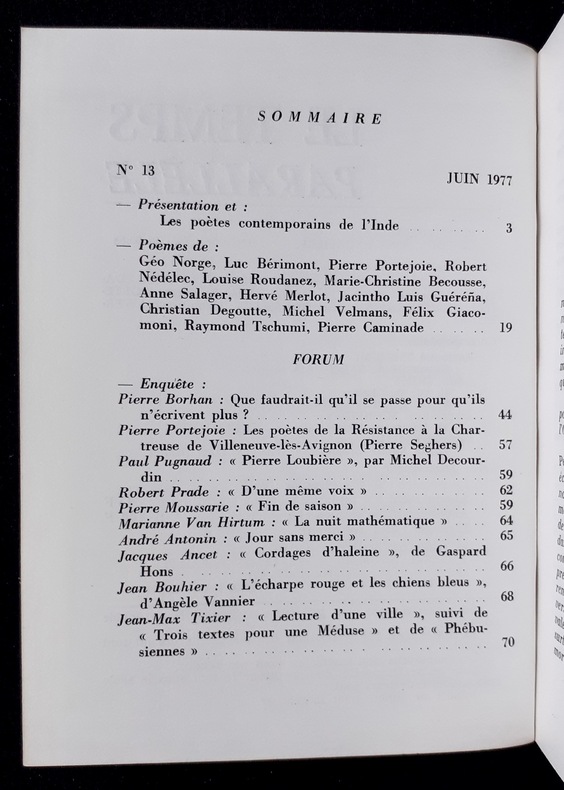 SOMMAIRE
N° 13
JUIN 1977
— Présentation et :
Les poètes contemporains de l'Inde . . . . . . 3
— Poèmes de :
Géo Norge, Luc Bérimont, Pierre Portejoie, Robert
Nédélec, Louise Roudanez, Marie-Christine Becousse,
Anne Salager, Hervé Merlot, Jacintho Luis Guéréña,
Christian Degoutte, Michel Velmans, Félix Giaco-
moni, Raymond Tschumi, Pierre Caminade . . . . . 19
FORUM
— Enquête :
Pierre Borhan : Que faudrait-il qu'il se passe pour qu'ils
n'écrivent plus ? . . . . . . . . . . . . . . . . . . . . 44
Pierre Portejoie : Les poètes de la Résistance à la Char-
treuse de Villeneuve-lès-Avignon (Pierre Seghers) . . 57
Paul Pugnaud : « Pierre Loubière », par Michel Decour-
din . . . . . . . . . . . . . . . . . . . . . . . . . . . . 59
Robert Prade : « D'une même voix » . . . . . . . . . . 62
Pierre Moussarie : « Fin de saison » . . . . . . . . . . . 59
Marianne Van Hirtum : « La nuit mathématique » . . . . 64
André Antonin : « Jour sans merci » . . . . . . . . . . . 65
Jacques Ancet : « Cordages d'haleine », de Gaspard
Hons . . . . . . . . . . . . . . . . . . . . . . . . . . . 66
Jean Bouhier : « L'écharpe rouge et les chiens bleus »,
d'Angèle Vannier . . . . . . . . . . . . . . . . . . . . 68
Jean-Max Tixier : « Lecture d'une ville », suivi de
« Trois textes pour une Méduse » et de « Phébu-
siennes » . . . . . . . . . . . . . . . . . . . . . . . . . 70